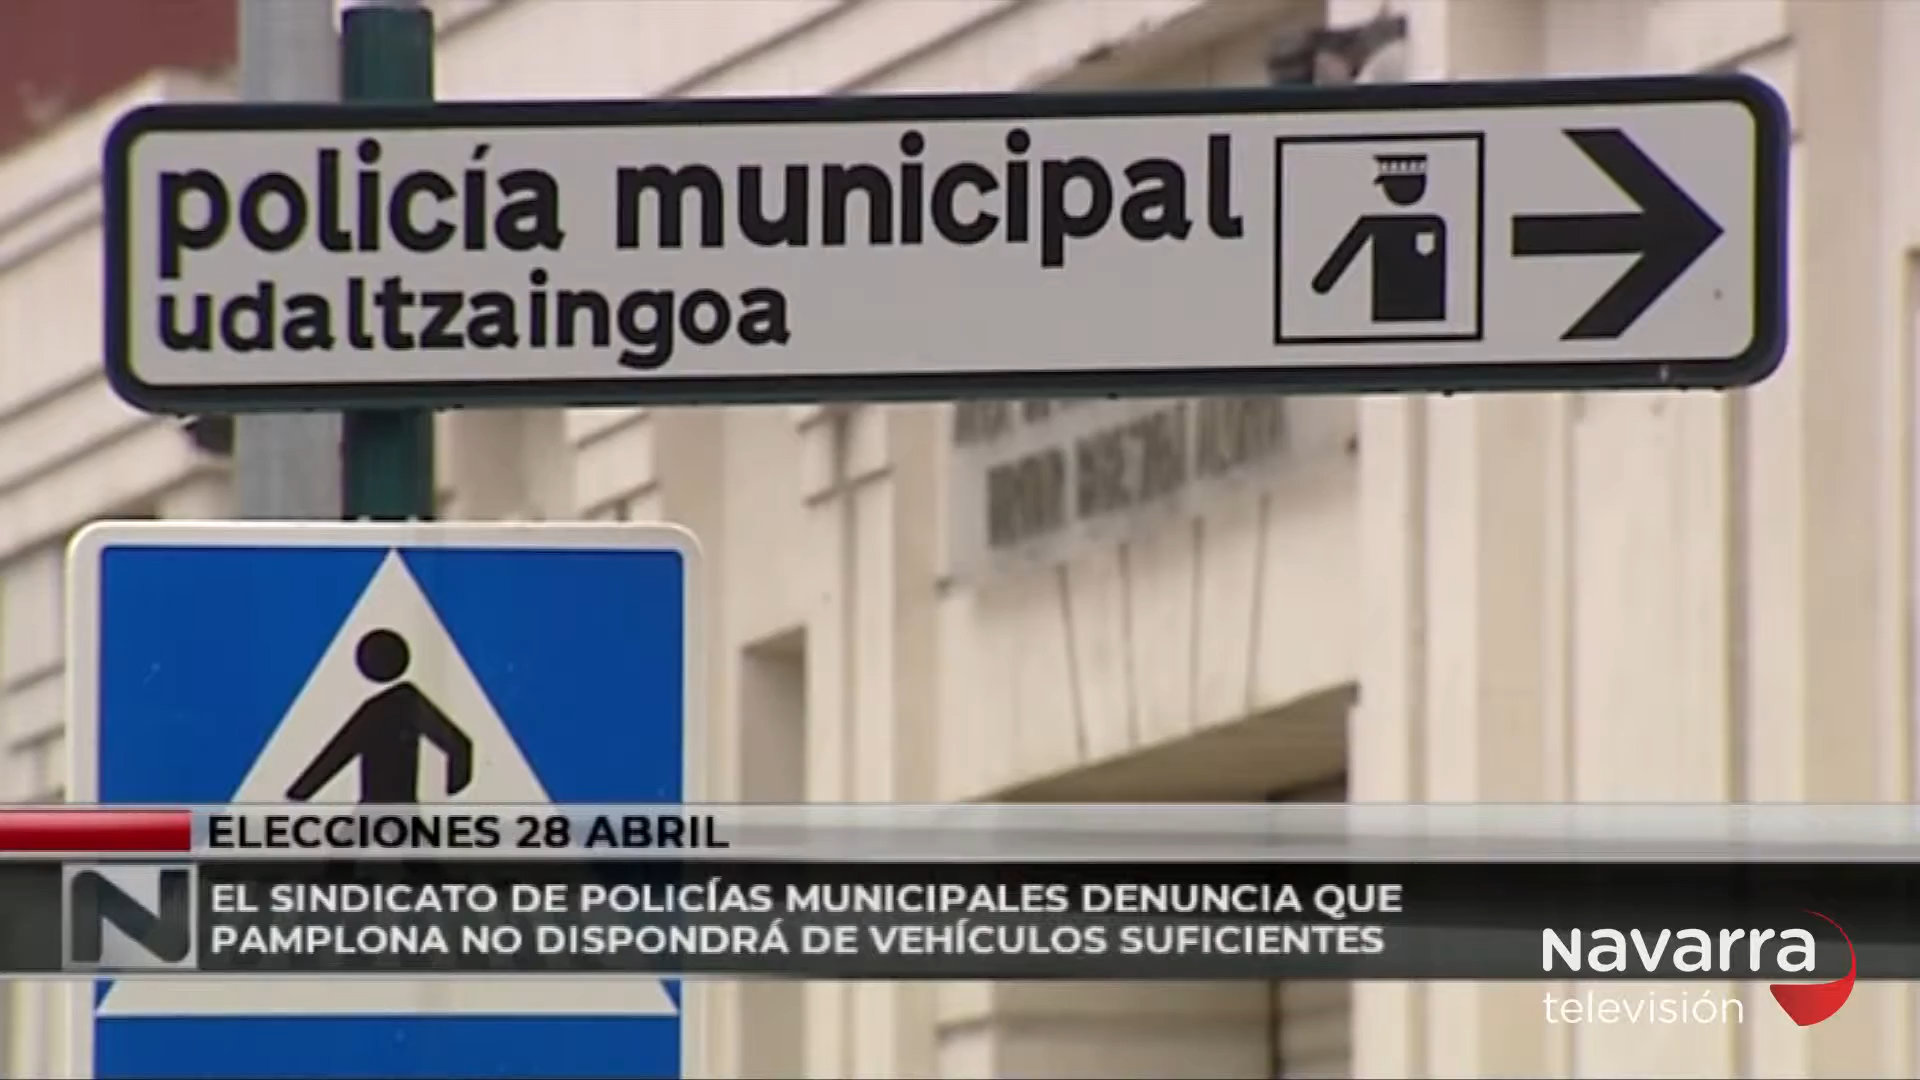 policía municipal
udaltzaingoa
ELECCIONES 28 ABRIL
EL SINDICATO DE POLICÍAS MUNICIPALES DENUNCIA QUE
PAMPLONA NO DISPONDRÁ DE VEHÍCULOS SUFICIENTES
Navarra
televisión